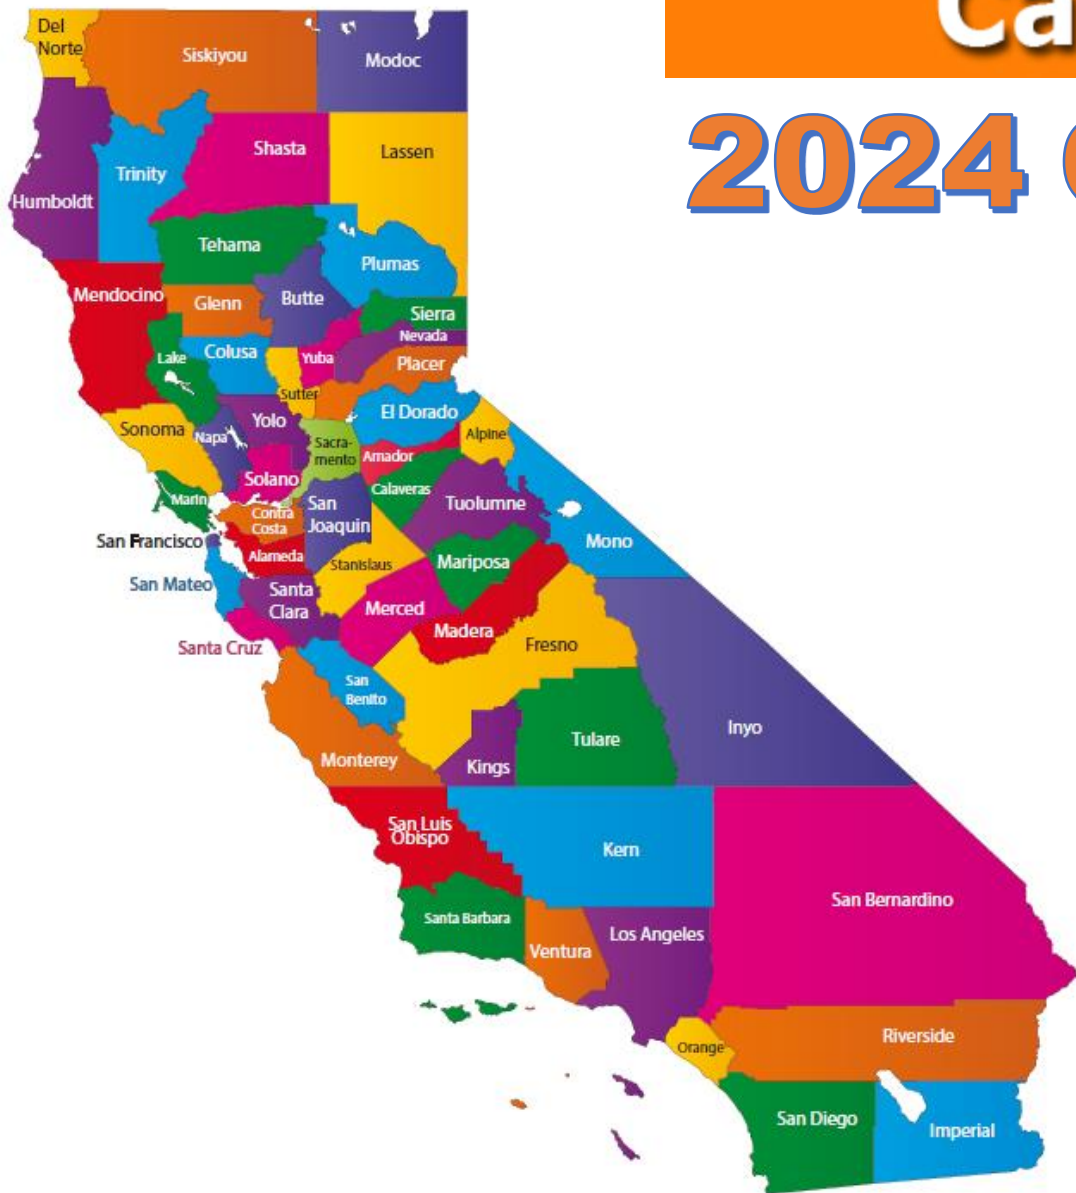 Ca
2024
Del
Norte
Siskiyou
Modoc
Humboldt
Trinity
Shasta
Lassen
Tehama
Plumas
Mendocino
Glenn
Butte
Sierra
Nevada
Lake
Colusa
Yuba
Placer
Sutter
El Dorado
Sonoma
Napa
Yolo
Sacra-
mento
Amador
Alpine
Marin
Solano
Calaveras
Tuolumne
Contra
Costa
San
Joaquin
San Francisco
Alameda
Stanislaus
Mariposa
Mono
San Mateo
Santa
Clara
Merced
Madera
Santa Cruz
Fresno
San
Benito
Monterey
Kings
Tulare
Inyo
San Luis
Obispo
Kern
San Bernardino
Santa Barbara
Ventura
Los Angeles
Orange
Riverside
San Diego
Imperial